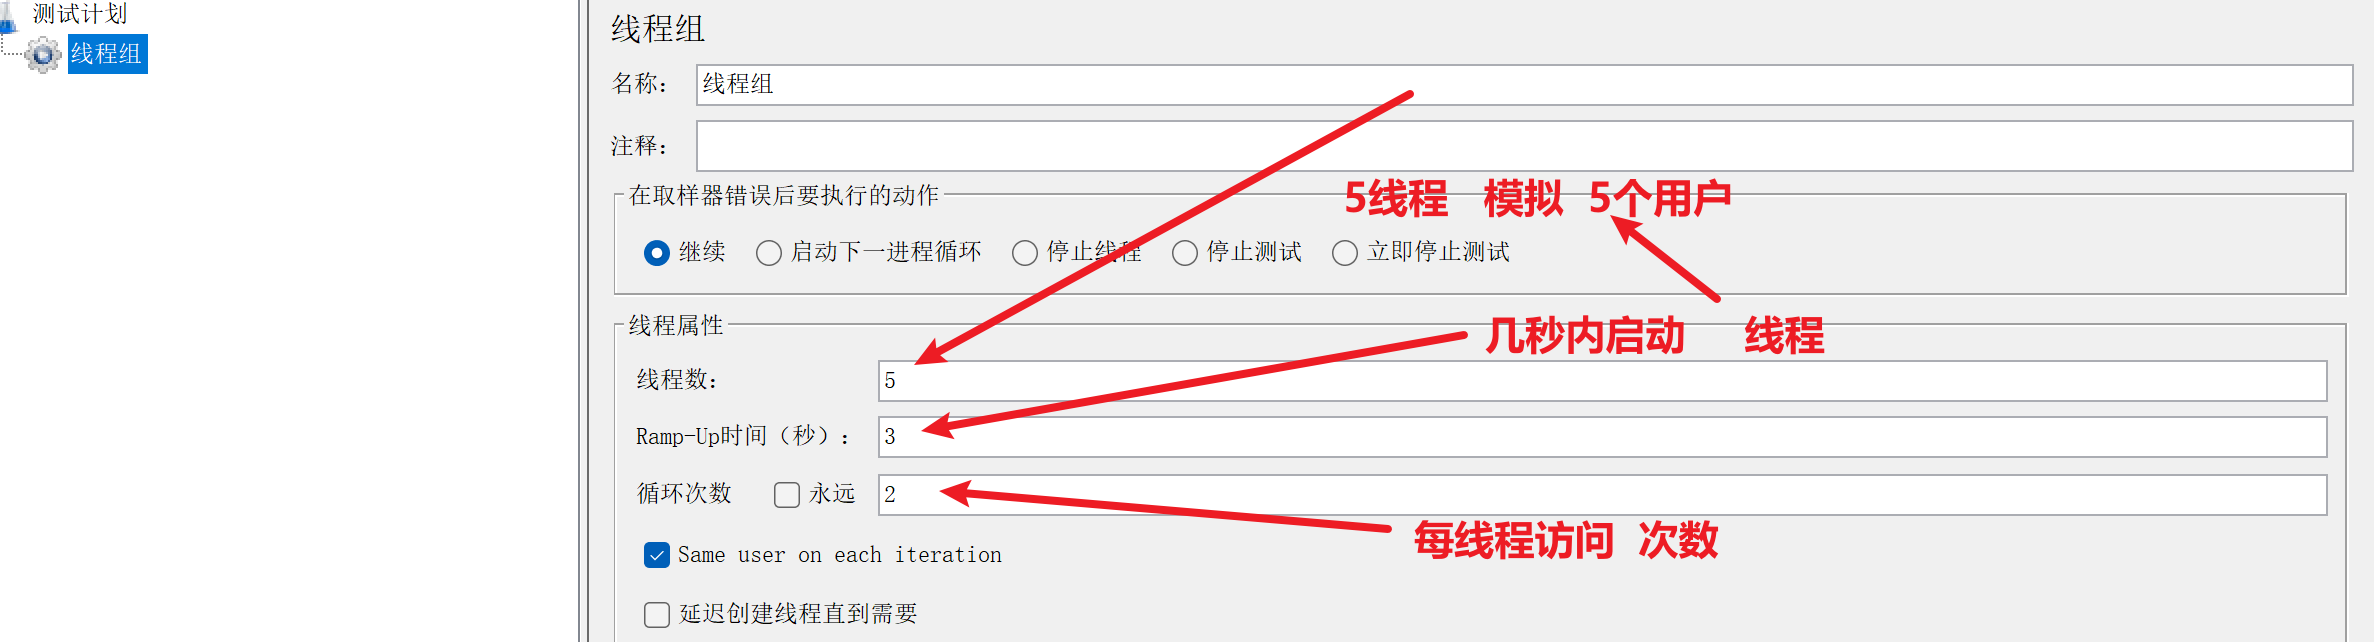 测试计划
线程组
线程组
名称： 线程组
注释：
5线程 模拟 5个用户
在取样器错误后要执行的动作
继续 启动下一进程循环 停止线程 停止测试 立即停止测试
几秒内启动 线程
线程属性
线程数： 5
Ramp-Up时间（秒）： 3
循环次数 永远 2
每线程访问 次数
Same user on each iteration
延迟创建线程直到需要